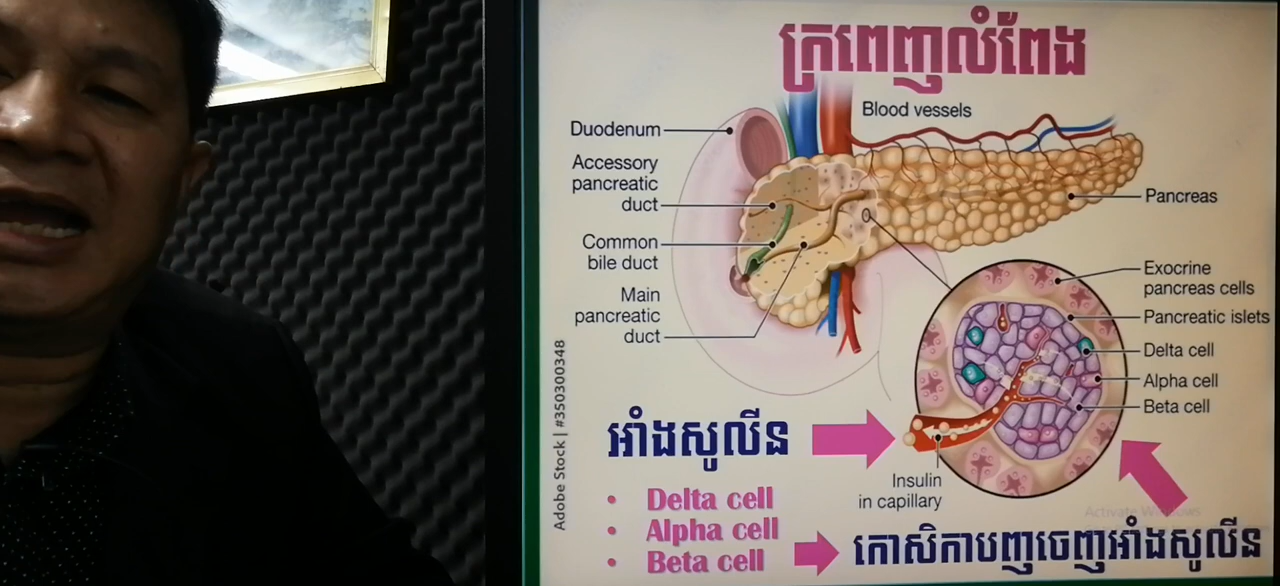 ក្រពេញលំពែង
Blood vessels
Duodenum
Accessory
pancreatic
duct
Common
bile duct
Main
pancreatic
duct
Pancreas
Exocrine
pancreas cells
Pancreatic islets
Delta cell
Alpha cell
Beta cell
Insulin
in capillary
Adobe Stock | #350300348
អាំងសូលីន
• Delta cell
• Alpha cell
• Beta cell
កោសិកាបញ្ចេញអាំងសូលីន
Activate Windows